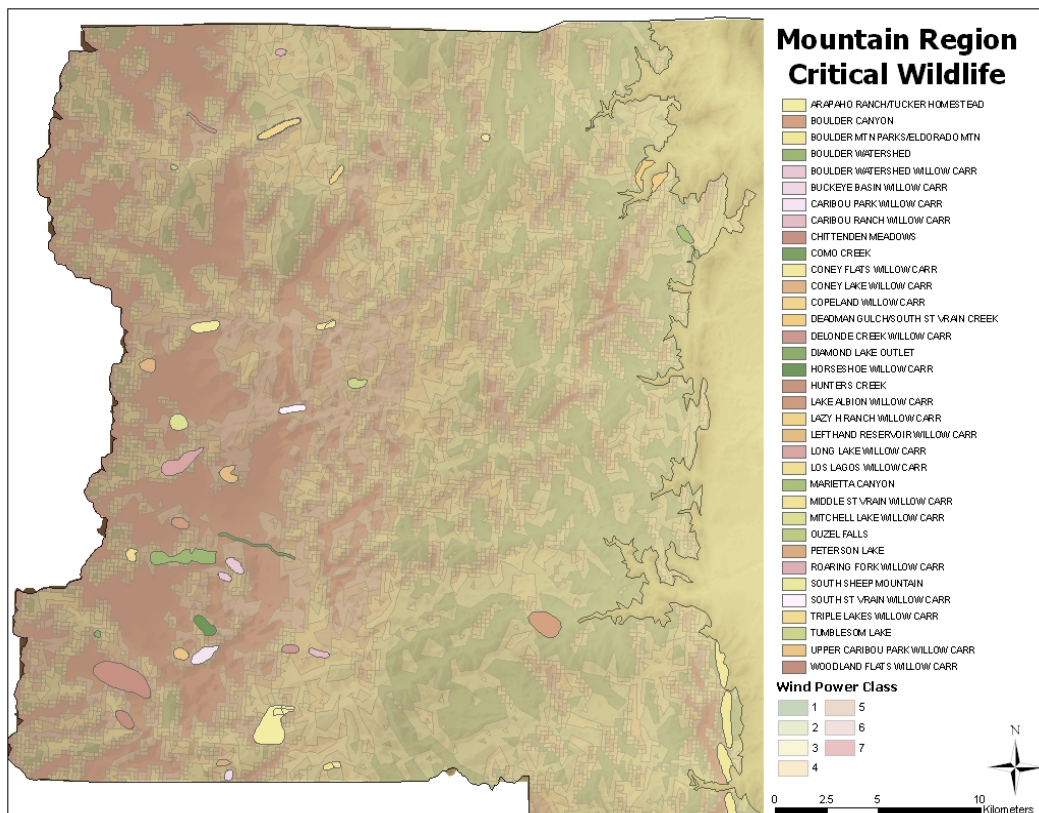 Mountain Region
Critical Wildlife
ARAPAHO RANCH/TUCKER HOMESTEAD
BOULDER CANYON
BOULDER MTN PARKS/ELDORADO MTN
BOULDER WATERSHED
BOULDER WATERSHED WILLOW CARR
BUCKEYE BASIN WILLOW CARR
CARIBOU PARK WILLOW CARR
CARIBOU RANCH WILLOW CARR
CHITTENDEN MEADOWS
COMO CREEK
CONEY FLATS WILLOW CARR
CONEY LAKE WILLOW CARR
COPELAND WILLOW CARR
DEADMAN GULCH/SOUTH ST VRAIN CREEK
DELONDE CREEK WILLOW CARR
DIAMOND LAKE OUTLET
HORSESHOE WILLOW CARR
HUNTERS CREEK
LAKE ALBION WILLOW CARR
LAZY H RANCH WILLOW CARR
LEFTHAND RESERVOIR WILLOW CARR
LONG LAKE WILLOW CARR
LOS LAGOS WILLOW CARR
MARIETTA CANYON
MIDDLE ST VRAIN WILLOW CARR
MITCHELL LAKE WILLOW CARR
OUZEL FALLS
PETERSON LAKE
ROARING FORK WILLOW CARR
SOUTH SHEEP MOUNTAIN
SOUTH ST VRAIN WILLOW CARR
TRIPLE LAKES WILLOW CARR
TUMBLESOM LAKE
UPPER CARIBOU PARK WILLOW CARR
WOODLAND FLATS WILLOW CARR
Wind Power Class
1 5
2 6
3 7
4
N
0 2.5 5 10
Kilometers